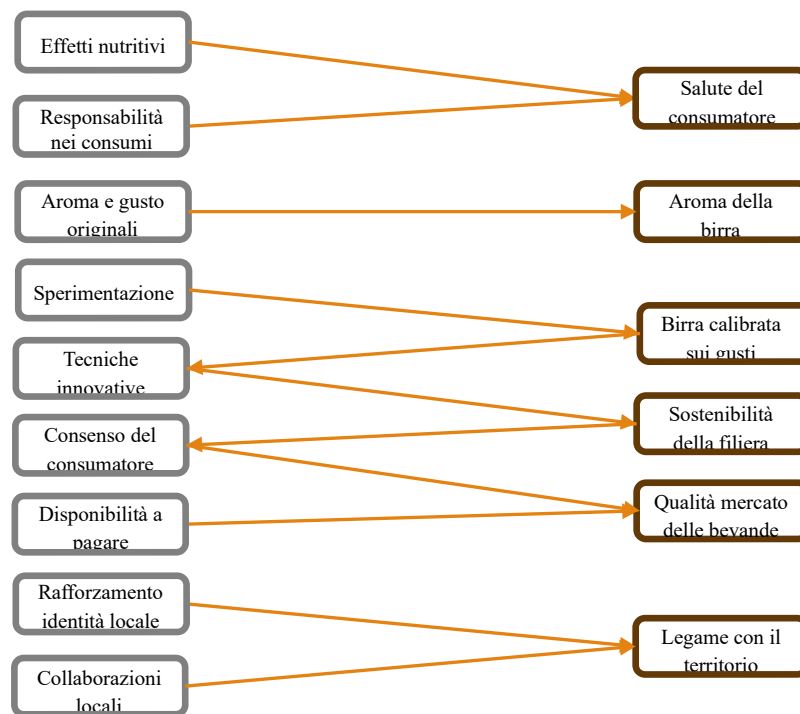 Effetti nutritivi
Responsabilità
nei consumi
Aroma e gusto
originali
Sperimentazione
Tecniche
innovative
Consenso del
consumatore
Disponibilità a
pagare
Rafforzamento
identità locale
Collaborazioni
locali
Salute del
consumatore
Aroma della
birra
Birra calibrata
sui gusti
Sostenibilità
della filiera
Qualità mercato
delle bevande
Legame con il
territorio